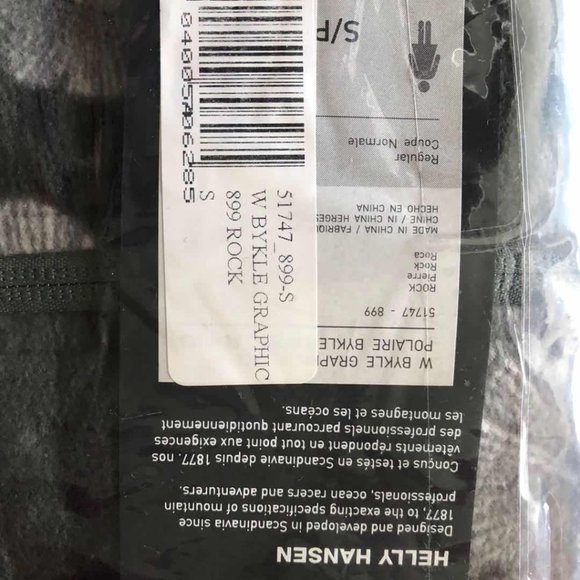 HELLY HANSEN
Designed and developed in Scandinavia since
1877, to the exacting specifications of mountain
professionals, ocean racers and adventurers.
Conçus et testés en Scandinavie depuis 1877. nos
vêtements répondent en tout point aux exigences
des professionnels parcourant quotidiennement
les montagnes et les océans.
W BYKLE GRAP
POLAIRE BYKLE
51747 - 899
ROCK
Pierre
Rock
Roca
MADE IN CHINA / FABRIQ
CHINE / IN CHINA HERGES
HECHO EN CHINA
Regular
Coupe Normale
S/P
51747_899-S
W BYKLE GRAPHIC
899 ROCK
S